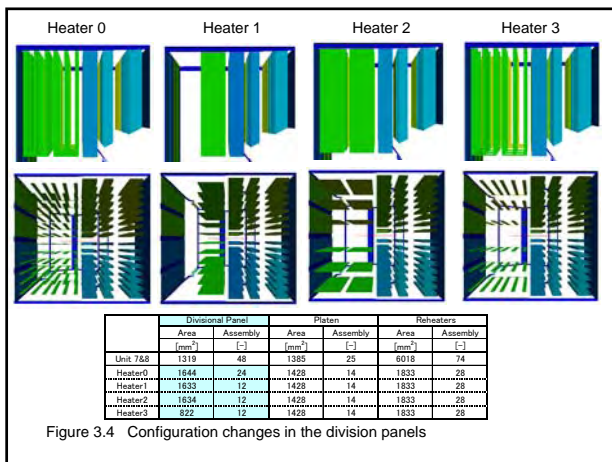 Heater 0 Heater 1 Heater 2 Heater 3
Divisional Panel Platen Reheaters
Area Assembly Area Assembly Area Assembly
[mm²] [-] [mm²] [-] [mm²] [-]
Unit 7&8 1319 48 1385 25 6018 74
Heater0 1644 24 1428 14 1833 28
Heater1 1633 12 1428 14 1833 28
Heater2 1634 12 1428 14 1833 28
Heater3 822 12 1428 14 1833 28
Figure 3.4 Configuration changes in the division panels